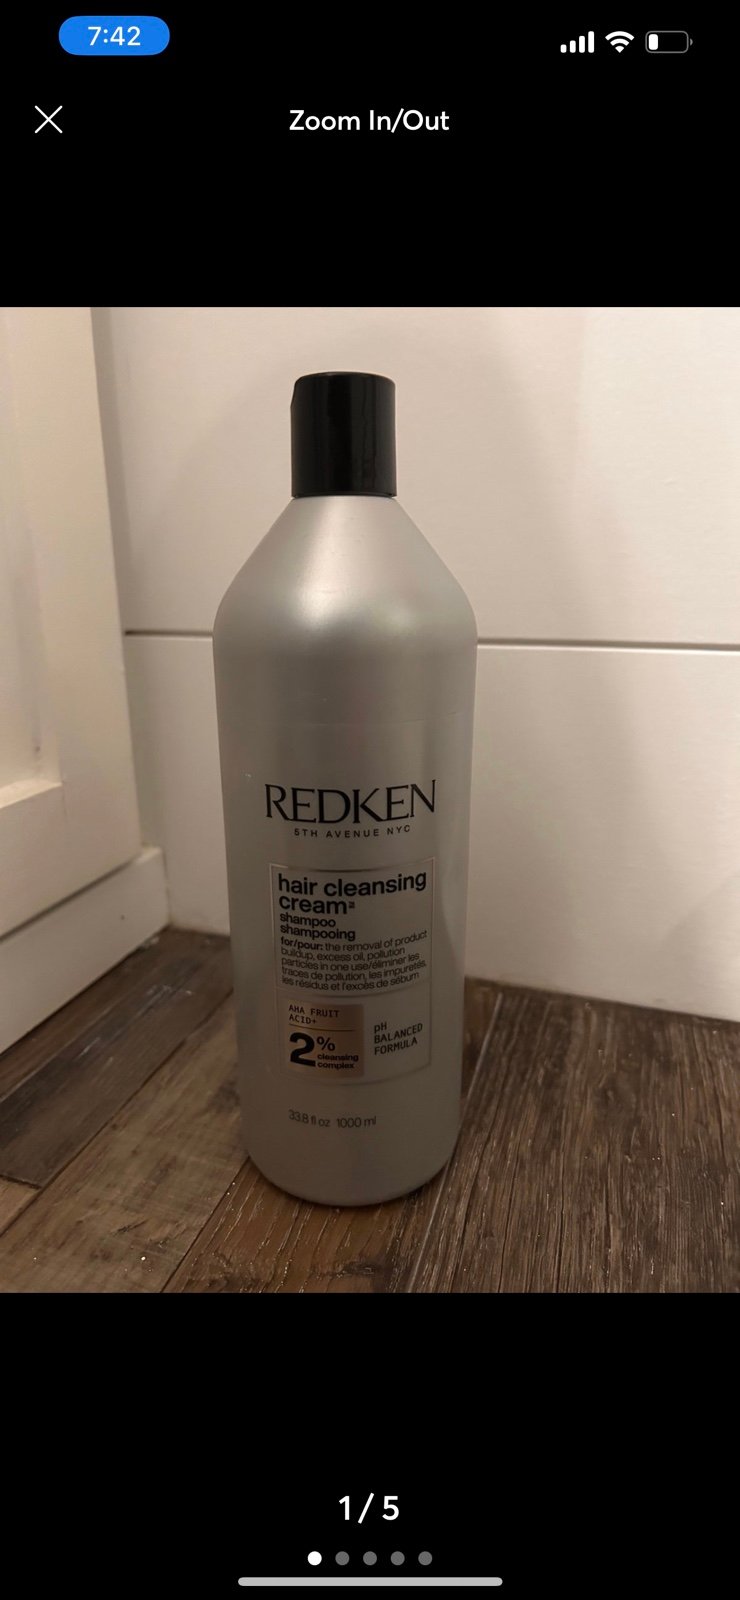 7:42
Zoom In/Out
REDKEN
5TH AVENUE NYC
hair cleansing
cream™
shampoo
shampooing
for/pour: the removal of product
buildup, excess oil, pollution
particles in one use/éliminer les
traces de pollution, les impuretés,
les résidus et l'excès de sébum
AHA FRUIT
ACID+
2%
cleansing
complex
pH
BALANCED
FORMULA
33.8 fl oz 1000 ml
1/5